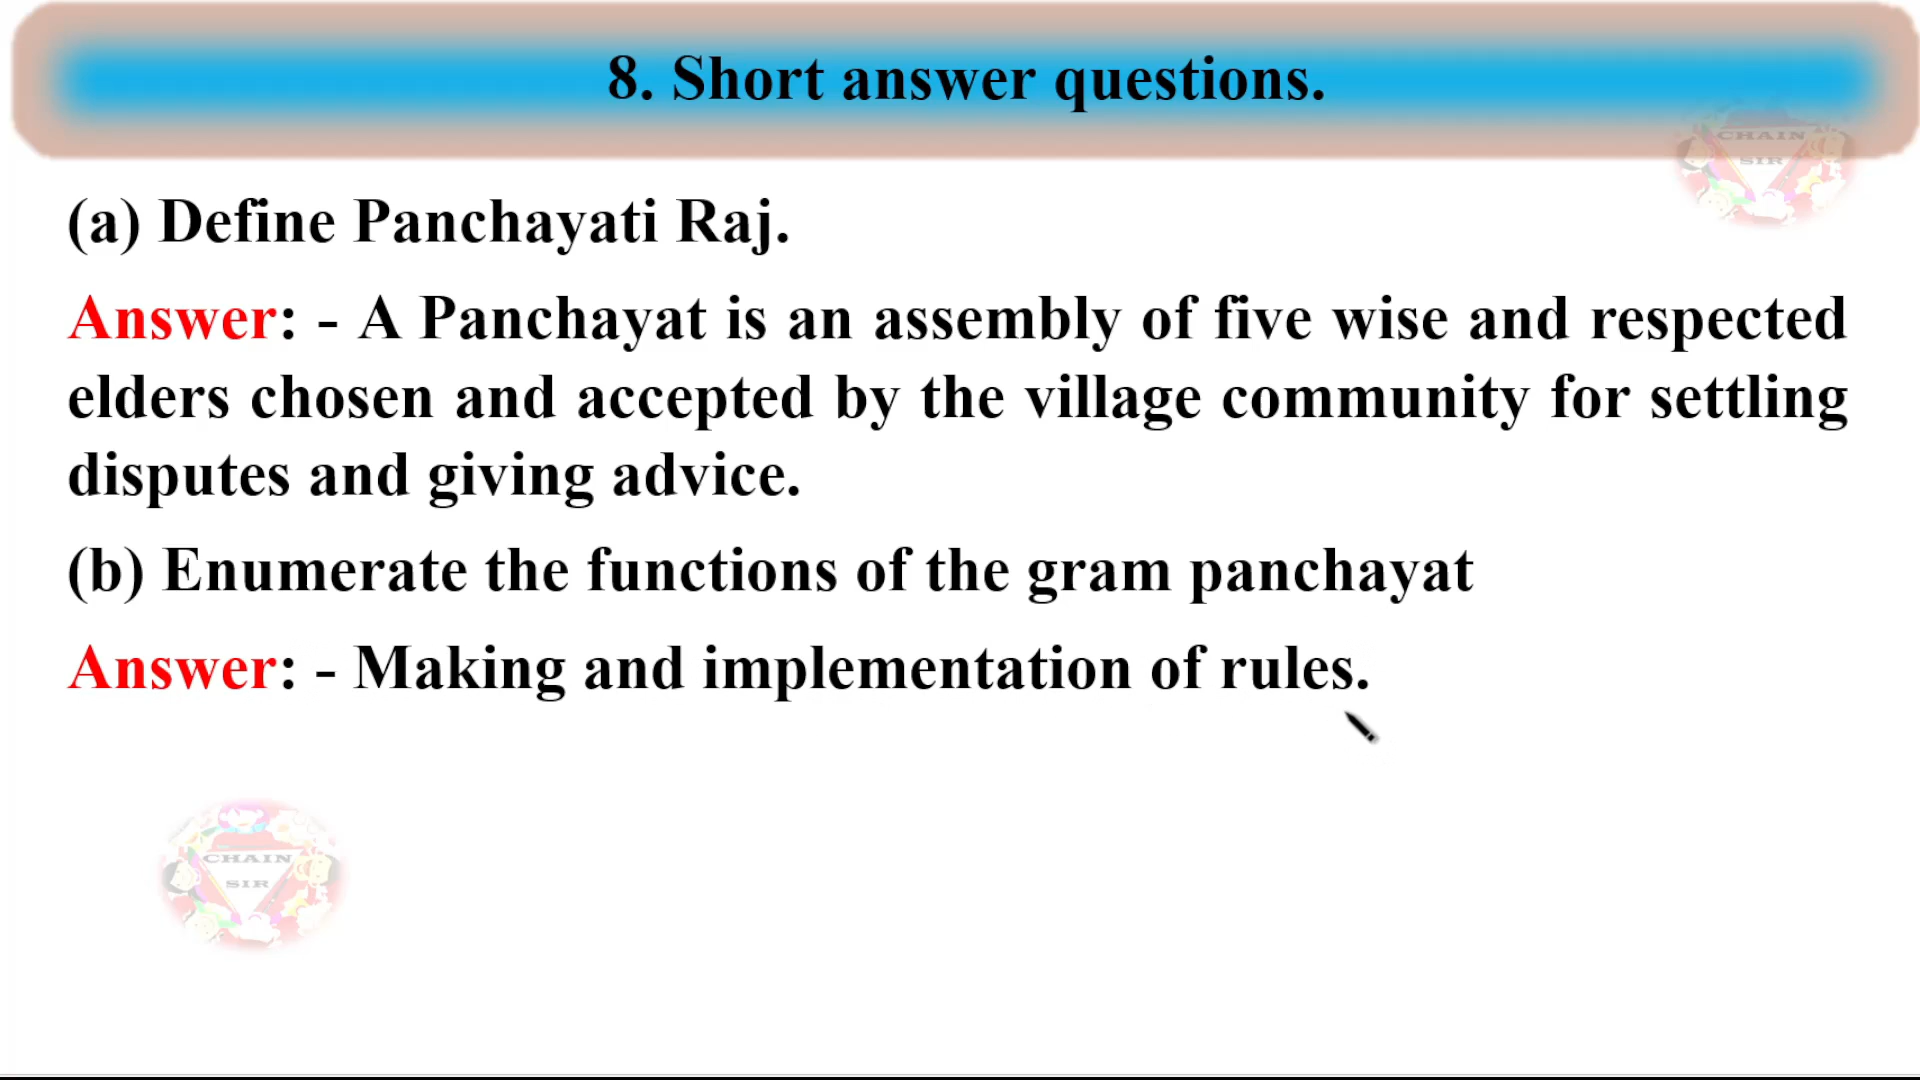 8. Short answer questions.
CHAIN
SIR
(a) Define Panchayati Raj.
Answer: - A Panchayat is an assembly of five wise and respected
elders chosen and accepted by the village community for settling
disputes and giving advice.
(b) Enumerate the functions of the gram panchayat
Answer: - Making and implementation of rules.
CHAIN
SIR